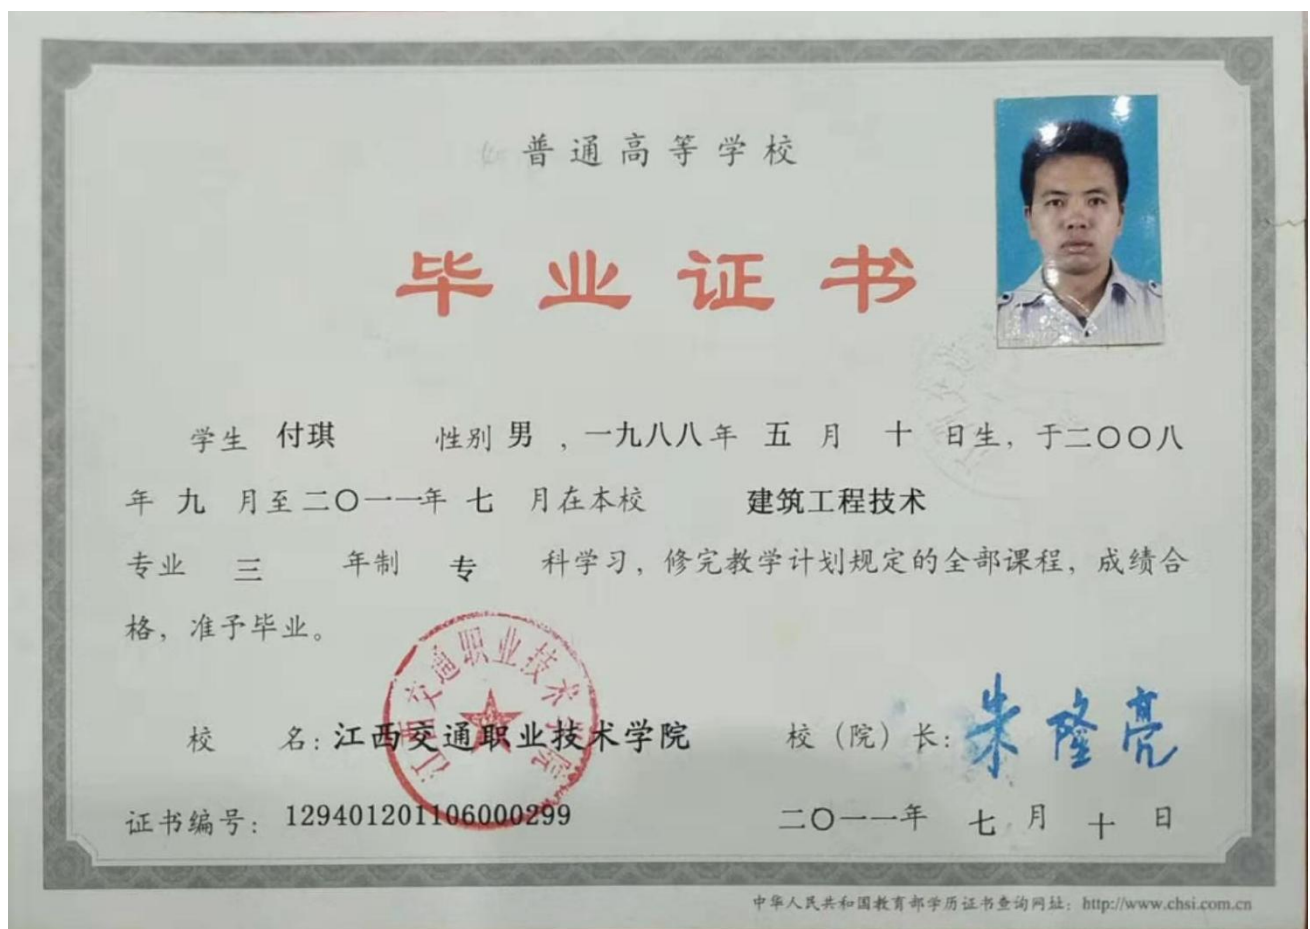 普通高等学校
毕业证书
学生 付琪 性别 男 ，一九八八年 五 月 十 日生，于二〇〇八
年 九 月至二〇一一年 七 月在本校 建筑工程技术
专业 三 年制 专 科学习，修完教学计划规定的全部课程，成绩合
格，准予毕业。
江西交通职业技术学院
校 名：江西交通职业技术学院 校（院）长：朱隆亮
证书编号：129401201106000299 二〇一一年 七 月 十 日
中华人民共和国教育部学历证书查询网址：http://www.chsi.com.cn